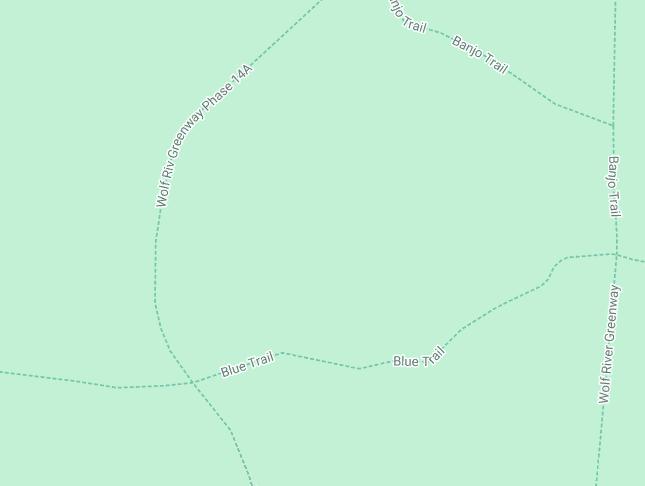 njo Trail
Banjo Trail
Wolf Riv Greenway Phase 14A
Banjo Trail
Wolf River Greenway
Blue Trail
Blue Trail